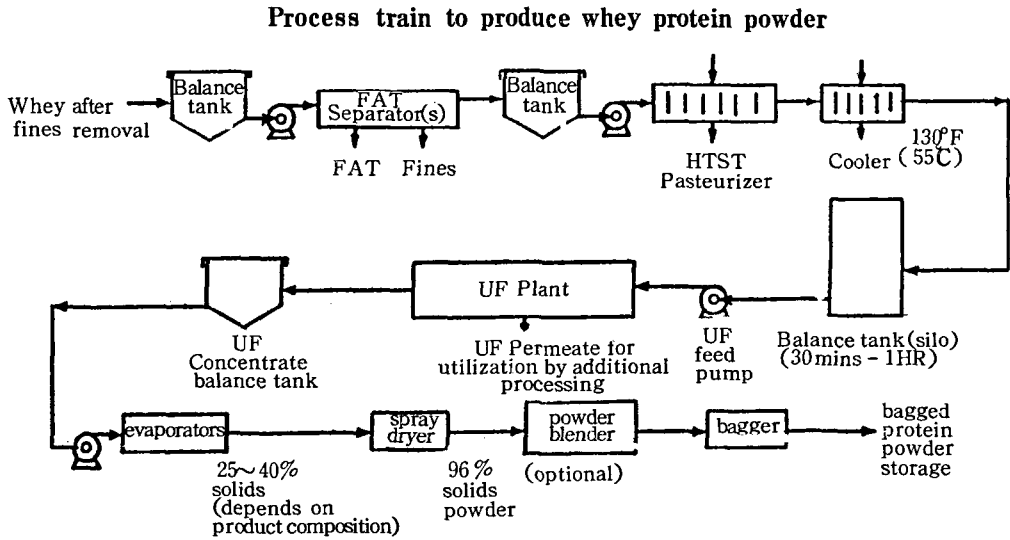 Process train to produce whey protein powder
Whey after
fines removal
Balance
tank
FAT
Separator(s)
FAT Fines
Balance
tank
HTST
Pasteurizer
Cooler
130°F
(55C)
UF
Concentrate
balance tank
UF Plant
UF Permeate for
utilization by additional
processing
UF
feed
pump
Balance tank(silo)
(30mins - 1HR)
evaporators
25~40%
solids
(depends on
product composition)
spray
dryer
96%
solids
powder
powder
blender
(optional)
bagger
bagged
protein
powder
storage